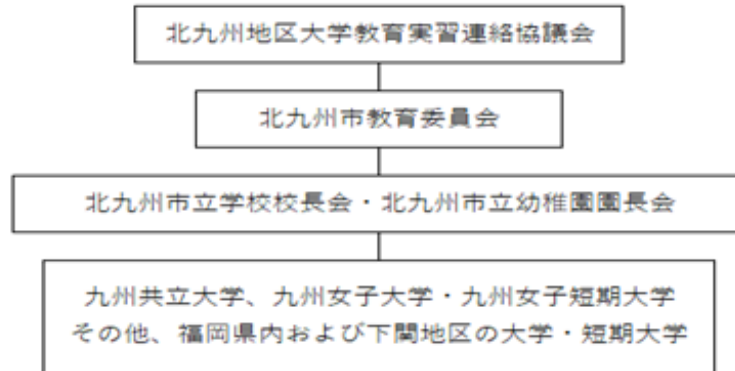 北九州地区大学教育実習連絡協議会
北九州市教育委員会
北九州市立学校校長会・北九州市立幼稚園園長会
九州共立大学、九州女子大学・九州女子短期大学
その他、福岡県内および下関地区の大学・短期大学